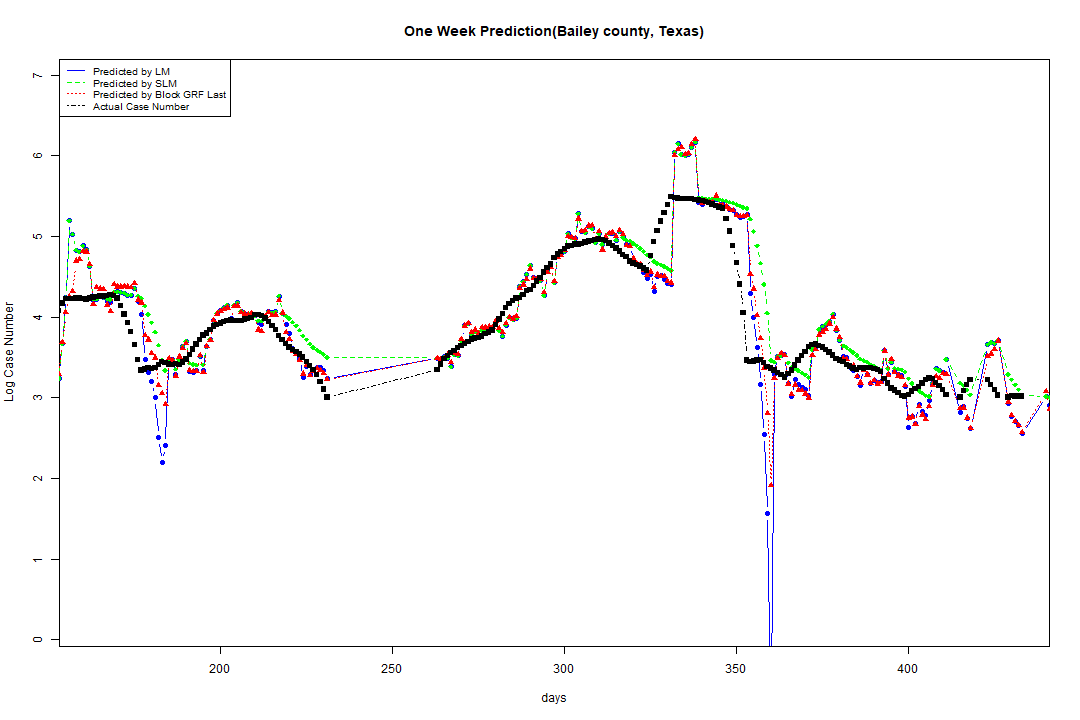 One Week Prediction(Bailey county, Texas)
Predicted by LM
Predicted by SLM
Predicted by Block GRF Last
Actual Case Number
7
6
5
4
3
2
1
0
Log Case Number
200 250 300 350 400
days